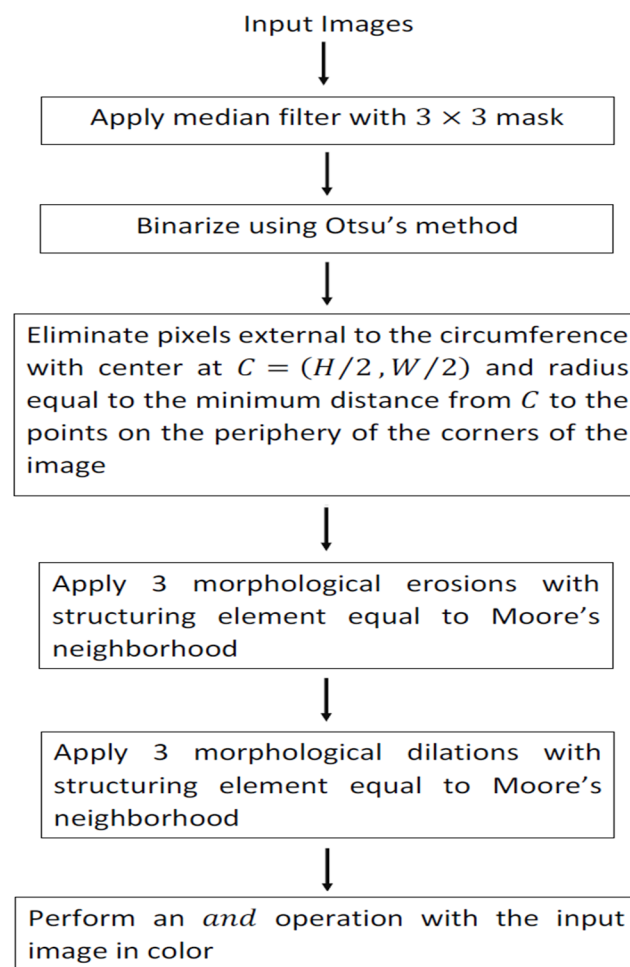 Input Images
Apply median filter with 3 × 3 mask
Binarize using Otsu's method
Eliminate pixels external to the circumference
with center at C = (H/2, W/2) and radius
equal to the minimum distance from C to the
points on the periphery of the corners of the
image
Apply 3 morphological erosions with
structuring element equal to Moore's
neighborhood
Apply 3 morphological dilations with
structuring element equal to Moore's
neighborhood
Perform an and operation with the input
image in color